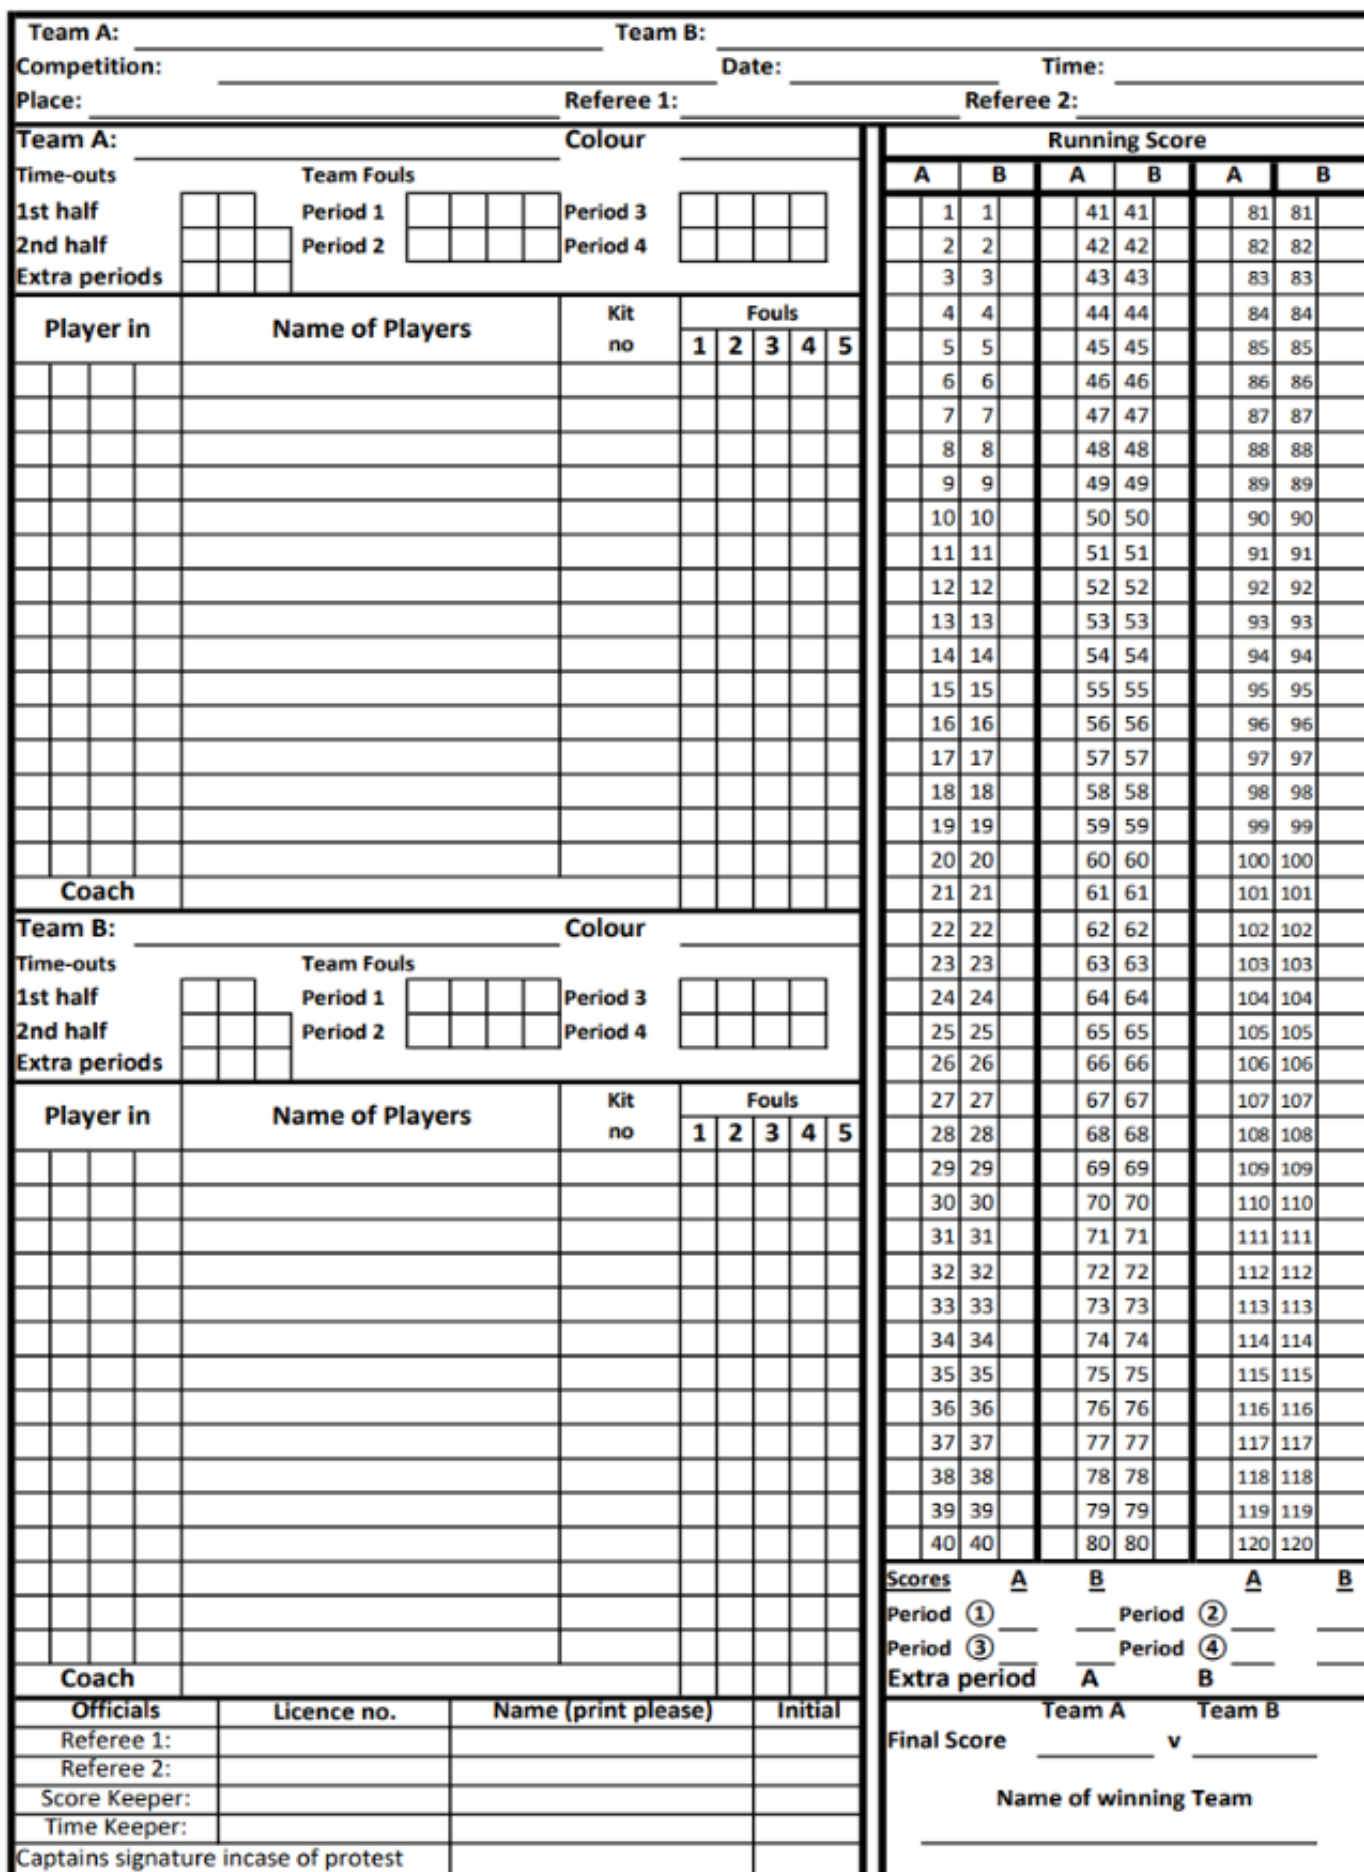 Team A: Team B:
Competition: Date: Time:
Place: Referee 1: Referee 2:
Team A: Colour
Time-outs Team Fouls
1st half Period 1 Period 3
2nd half Period 2 Period 4
Extra periods
Player in Name of Players Kit no Fouls
1 2 3 4 5
Coach
Team B: Colour
Time-outs Team Fouls
1st half Period 1 Period 3
2nd half Period 2 Period 4
Extra periods
Player in Name of Players Kit no Fouls
1 2 3 4 5
Coach
Officials Licence no. Name (print please) Initial
Referee 1:
Referee 2:
Score Keeper:
Time Keeper:
Captains signature incase of protest
Running Score
A B A B A B
1 1 41 41 81 81
2 2 42 42 82 82
3 3 43 43 83 83
4 4 44 44 84 84
5 5 45 45 85 85
6 6 46 46 86 86
7 7 47 47 87 87
8 8 48 48 88 88
9 9 49 49 89 89
10 10 50 50 90 90
11 11 51 51 91 91
12 12 52 52 92 92
13 13 53 53 93 93
14 14 54 54 94 94
15 15 55 55 95 95
16 16 56 56 96 96
17 17 57 57 97 97
18 18 58 58 98 98
19 19 59 59 99 99
20 20 60 60 100 100
21 21 61 61 101 101
22 22 62 62 102 102
23 23 63 63 103 103
24 24 64 64 104 104
25 25 65 65 105 105
26 26 66 66 106 106
27 27 67 67 107 107
28 28 68 68 108 108
29 29 69 69 109 109
30 30 70 70 110 110
31 31 71 71 111 111
32 32 72 72 112 112
33 33 73 73 113 113
34 34 74 74 114 114
35 35 75 75 115 115
36 36 76 76 116 116
37 37 77 77 117 117
38 38 78 78 118 118
39 39 79 79 119 119
40 40 80 80 120 120
Scores A B A B
Period ① Period ②
Period ③ Period ④
Extra period A B
Team A Team B
Final Score v
Name of winning Team